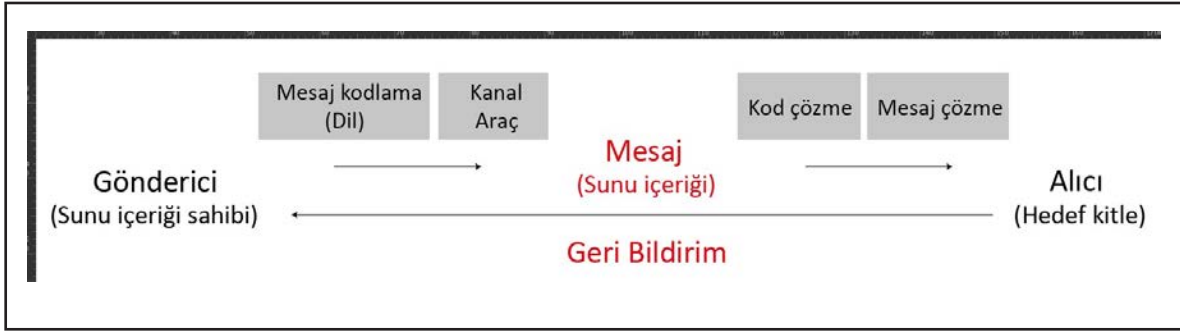 Mesaj kodlama
(Dil)
Kanal
Araç
Kod çözme
Mesaj çözme
Mesaj
(Sunu içeriği)
Gönderici
(Sunu içeriği sahibi)
Alıcı
(Hedef kitle)
Geri Bildirim